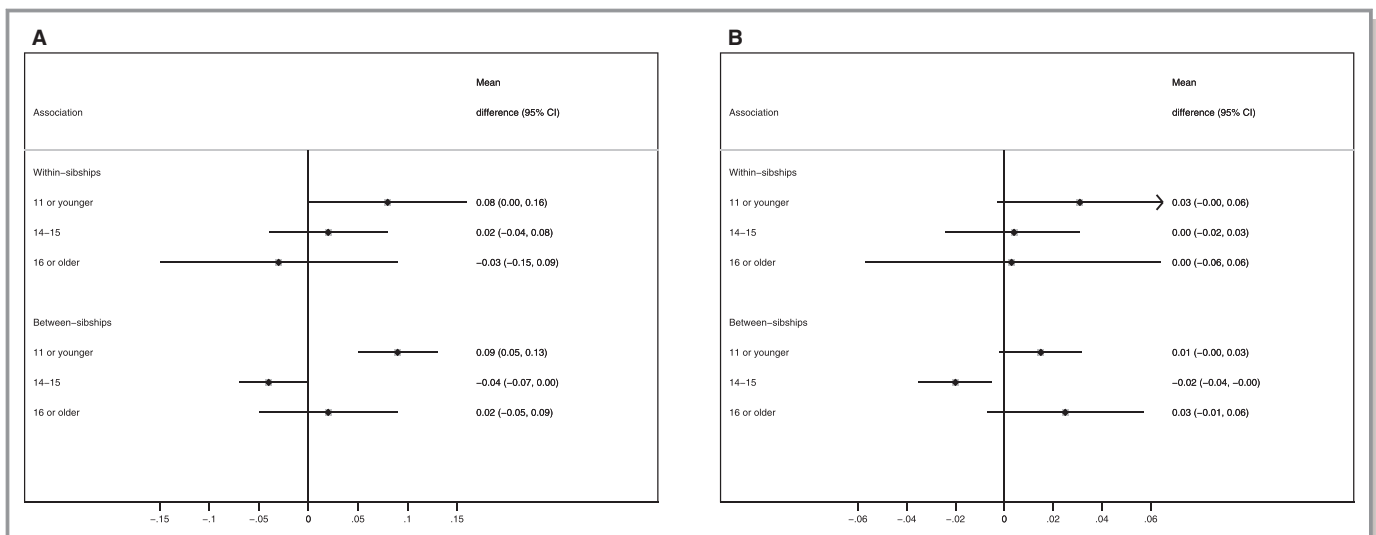 A
Mean
Association difference (95% CI)
Within−sibships
11 or younger 0.08 (0.00, 0.16)
14−15 0.02 (−0.04, 0.08)
16 or older −0.03 (−0.15, 0.09)
Between−sibships
11 or younger 0.09 (0.05, 0.13)
14−15 −0.04 (−0.07, 0.00)
16 or older 0.02 (−0.05, 0.09)
−.15 −.1 −.05 0 .05 .1 .15
B
Mean
Association difference (95% CI)
Within−sibships
11 or younger 0.03 (−0.00, 0.06)
14−15 0.00 (−0.02, 0.03)
16 or older 0.00 (−0.06, 0.06)
Between−sibships
11 or younger 0.01 (−0.00, 0.03)
14−15 −0.02 (−0.04, −0.00)
16 or older 0.03 (−0.01, 0.06)
−.06 −.04 −.02 0 .02 .04 .06